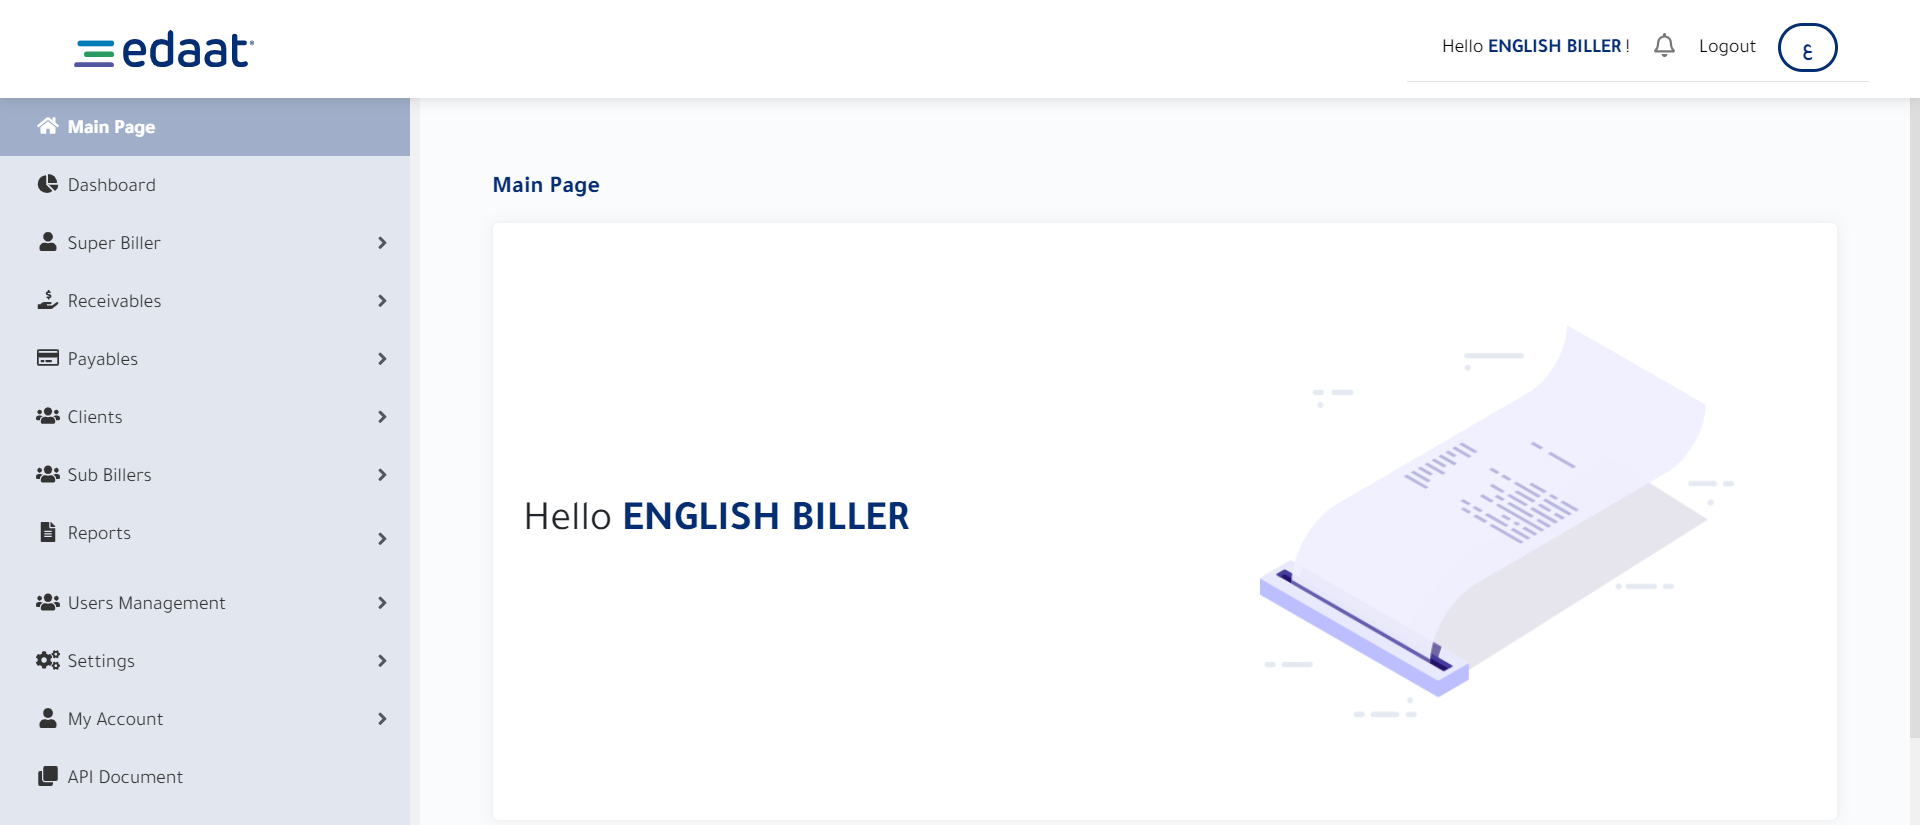 edaat
Hello ENGLISH BILLER !
Logout
ع
Main Page
Dashboard
Super Biller
Receivables
Payables
Clients
Sub Billers
Reports
Users Management
Settings
My Account
API Document
Main Page
Hello ENGLISH BILLER